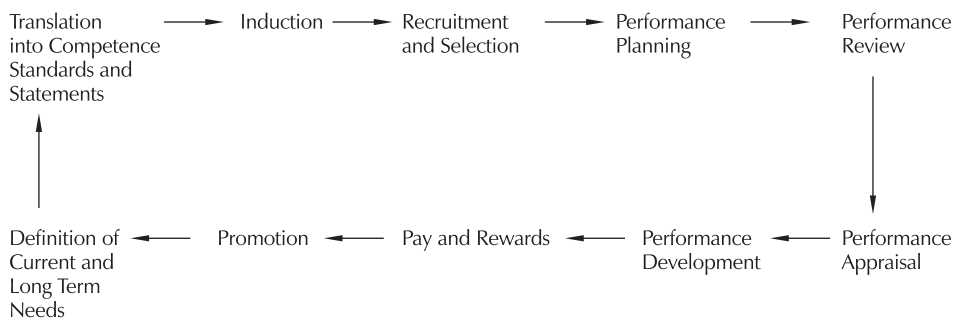 Translation
into Competence
Standards and
Statements
Induction
Recruitment
and Selection
Performance
Planning
Performance
Review
Definition of
Current and
Long Term
Needs
Promotion
Pay and Rewards
Performance
Development
Performance
Appraisal